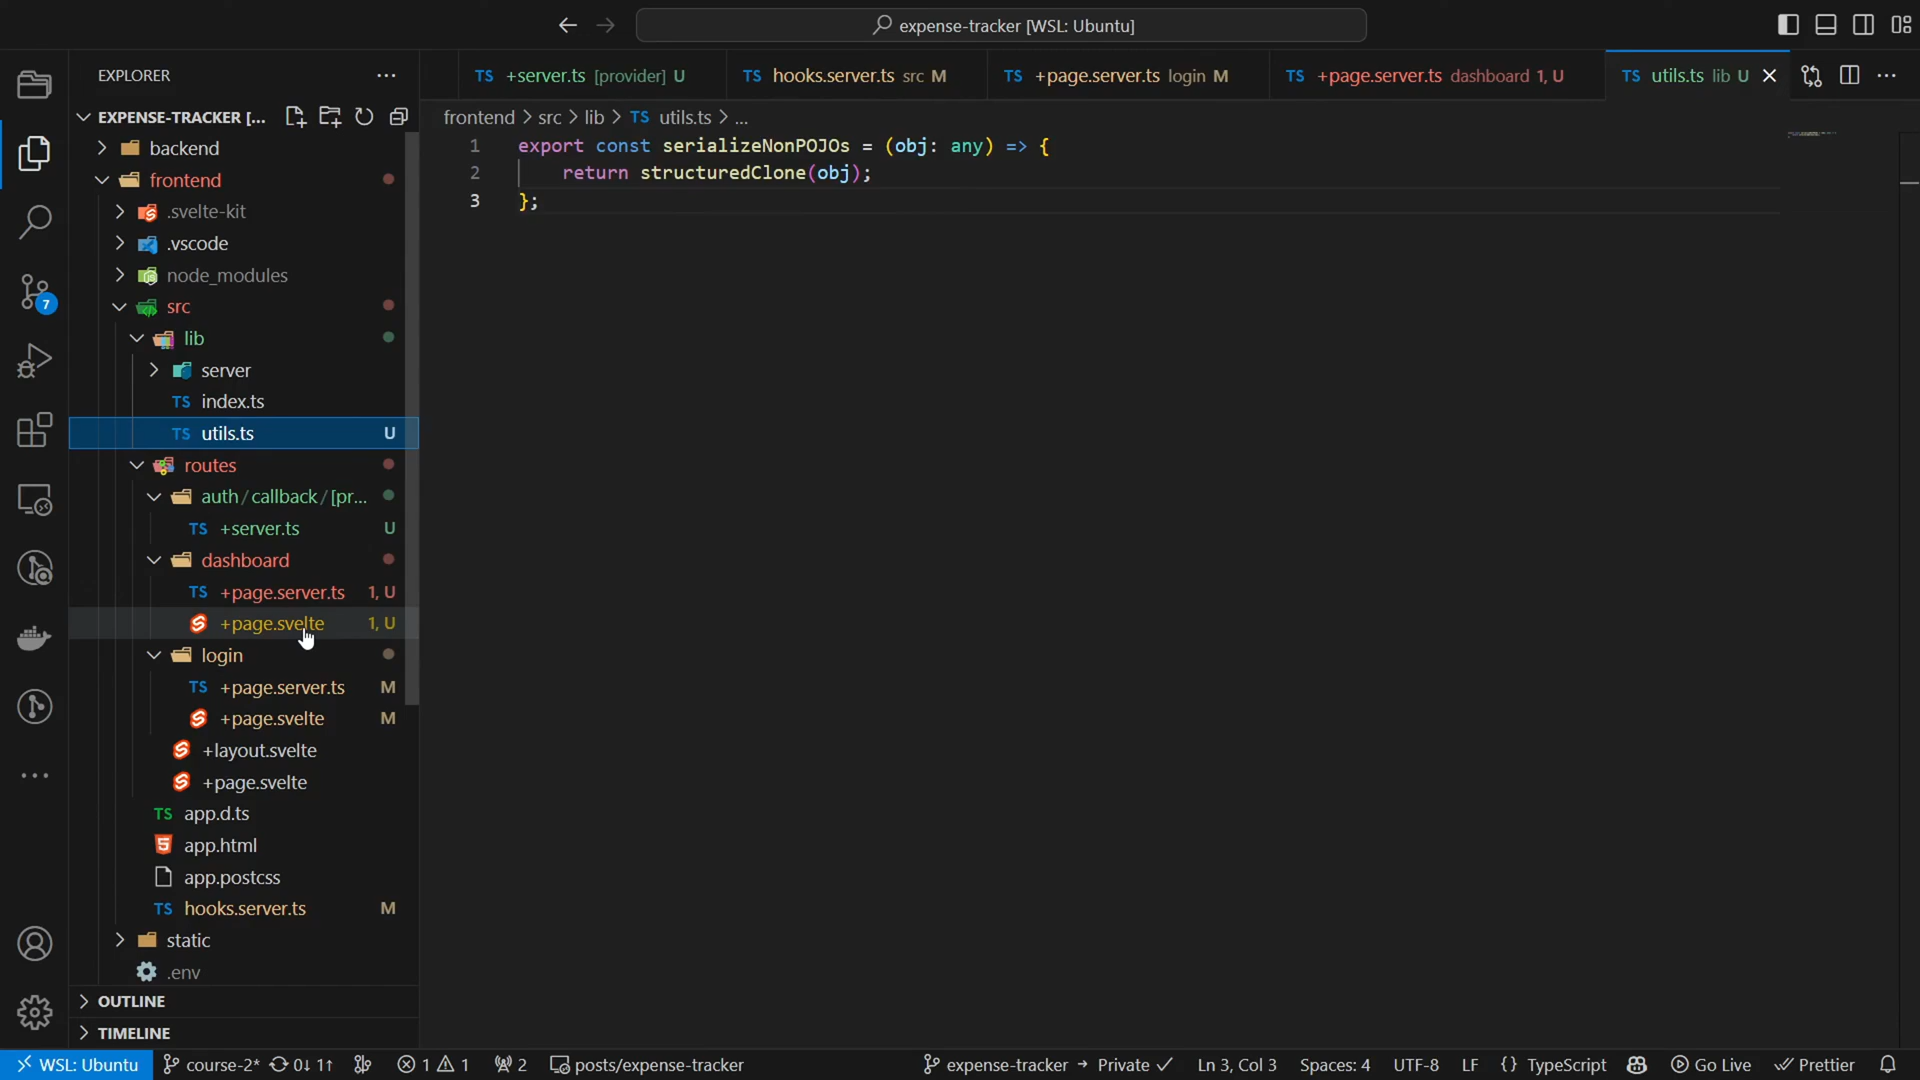 expense-tracker [WSL: Ubuntu]
EXPLORER
TS +server.ts [provider] U
TS hooks.server.ts src M
TS +page.server.ts login M
TS +page.server.ts dashboard 1, U
TS utils.ts lib U
EXPENSE-TRACKER [...
frontend > src > lib > TS utils.ts > ...
backend
frontend
.svelte-kit
.vscode
node_modules
src
lib
server
TS index.ts
TS utils.ts U
routes
auth/callback/[pr...
TS +server.ts U
dashboard
TS +page.server.ts 1, U
+page.svelte 1, U
login
TS +page.server.ts M
+page.svelte M
+layout.svelte
+page.svelte
TS app.d.ts
app.html
app.postcss
TS hooks.server.ts M
static
.env
OUTLINE
TIMELINE
7
1 export const serializeNonPOJOs = (obj: any) => {
2 return structuredClone(obj);
3 };
WSL: Ubuntu course-2* 0↓ 1↑ 1 1 2 posts/expense-tracker expense-tracker → Private ✓ Ln 3, Col 3 Spaces: 4 UTF-8 LF {} TypeScript Go Live Prettier